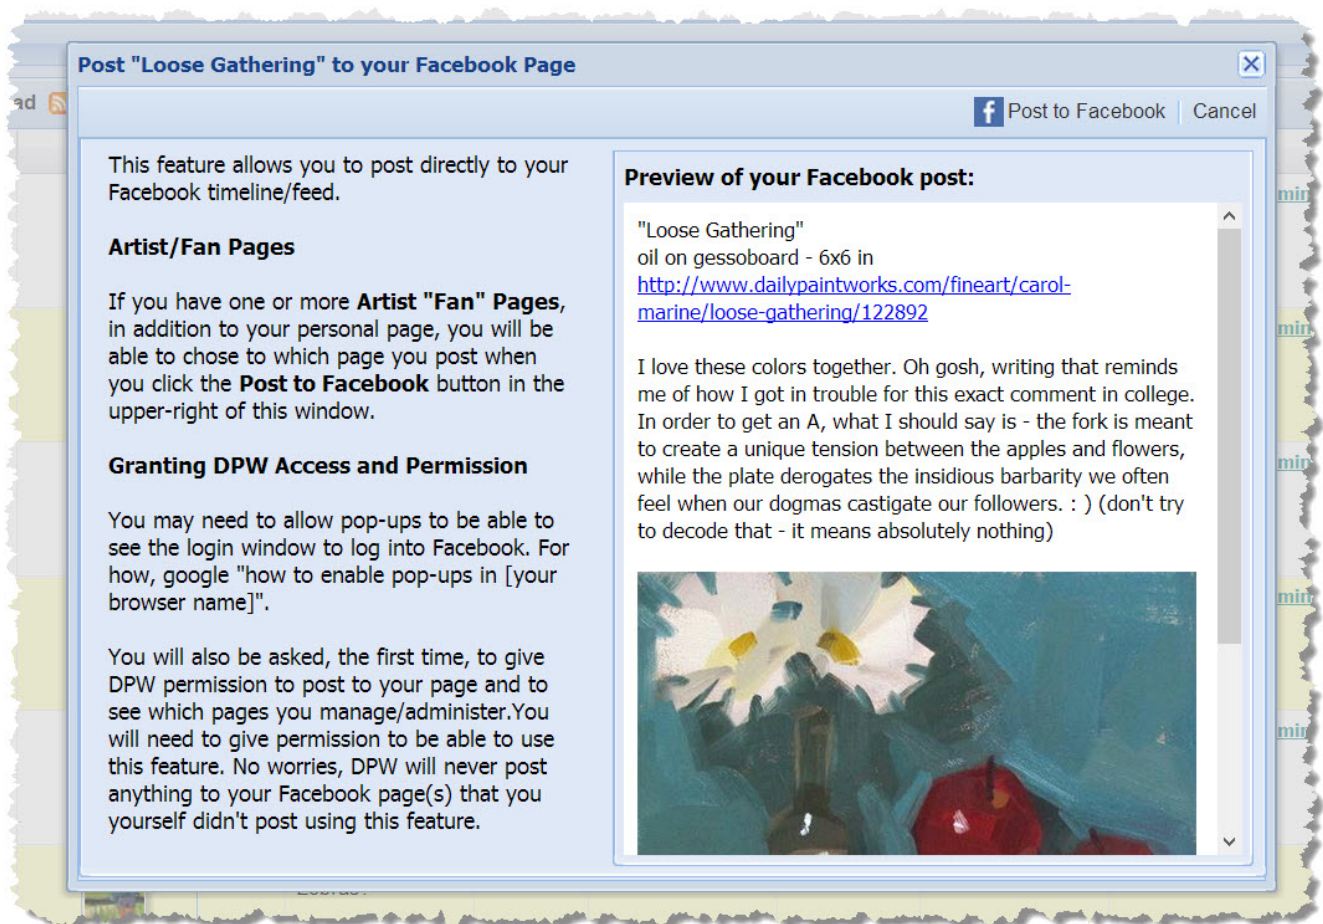 Post "Loose Gathering" to your Facebook Page
ad
Post to Facebook
Cancel
This feature allows you to post directly to your
Facebook timeline/feed.
Artist/Fan Pages
If you have one or more Artist "Fan" Pages,
in addition to your personal page, you will be
able to chose to which page you post when
you click the Post to Facebook button in the
upper-right of this window.
Granting DPW Access and Permission
You may need to allow pop-ups to be able to
see the login window to log into Facebook. For
how, google "how to enable pop-ups in [your
browser name]".
You will also be asked, the first time, to give
DPW permission to post to your page and to
see which pages you manage/administer.You
will need to give permission to be able to use
this feature. No worries, DPW will never post
anything to your Facebook page(s) that you
yourself didn't post using this feature.
Preview of your Facebook post:
"Loose Gathering"
oil on gessoboard - 6x6 in
http://www.dailypaintworks.com/fineart/carol-
marine/loose-gathering/122892
I love these colors together. Oh gosh, writing that reminds
me of how I got in trouble for this exact comment in college.
In order to get an A, what I should say is - the fork is meant
to create a unique tension between the apples and flowers,
while the plate derogates the insidious barbarity we often
feel when our dogmas castigate our followers. : ) (don't try
to decode that - it means absolutely nothing)
min
min
min
min
min